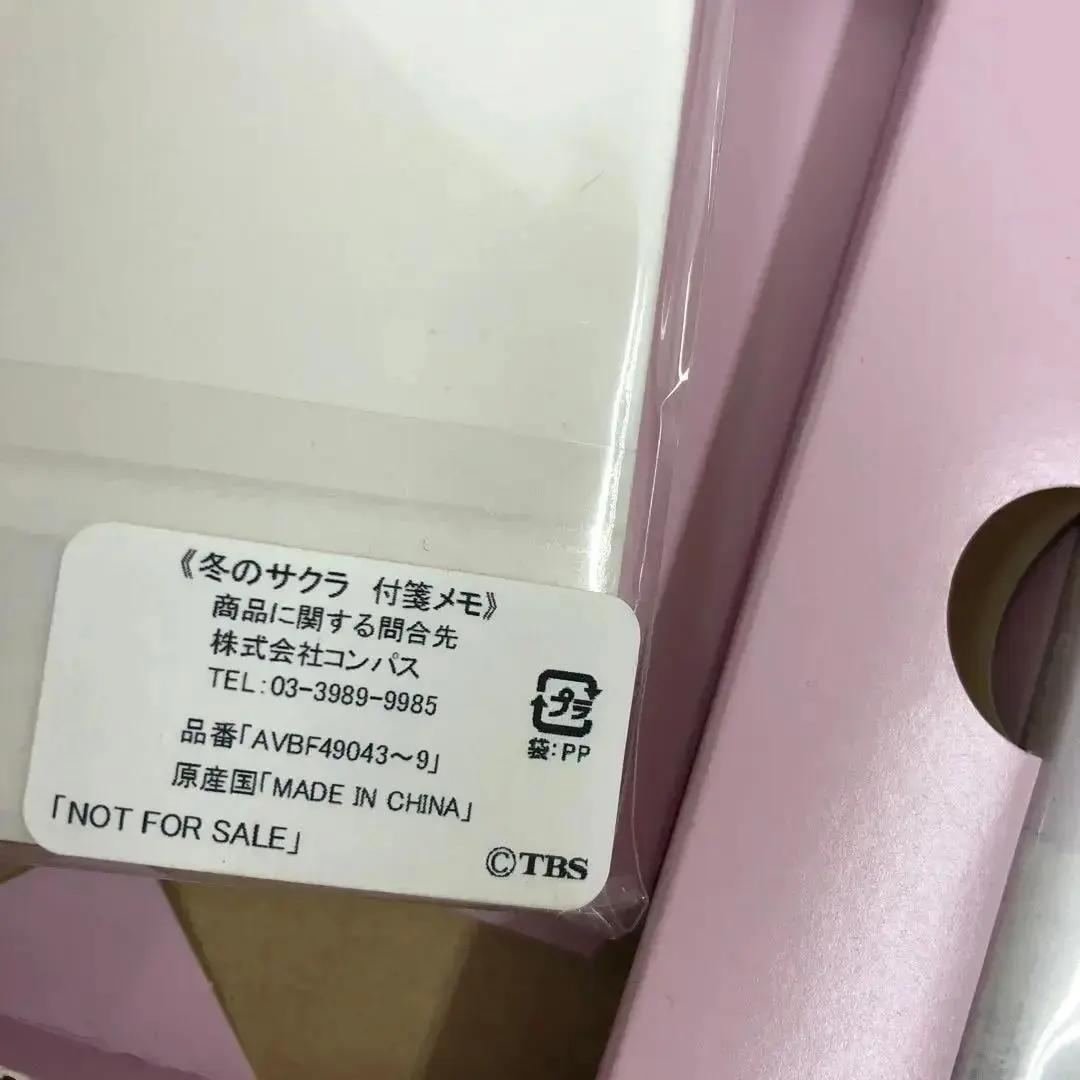 《冬のサクラ 付箋メモ》
商品に関する問合先
株式会社コンパス
TEL:03-3989-9985
プラ
袋:PP
品番「AVBF49043〜9」
原産国「MADE IN CHINA」
「NOT FOR SALE」
©TBS